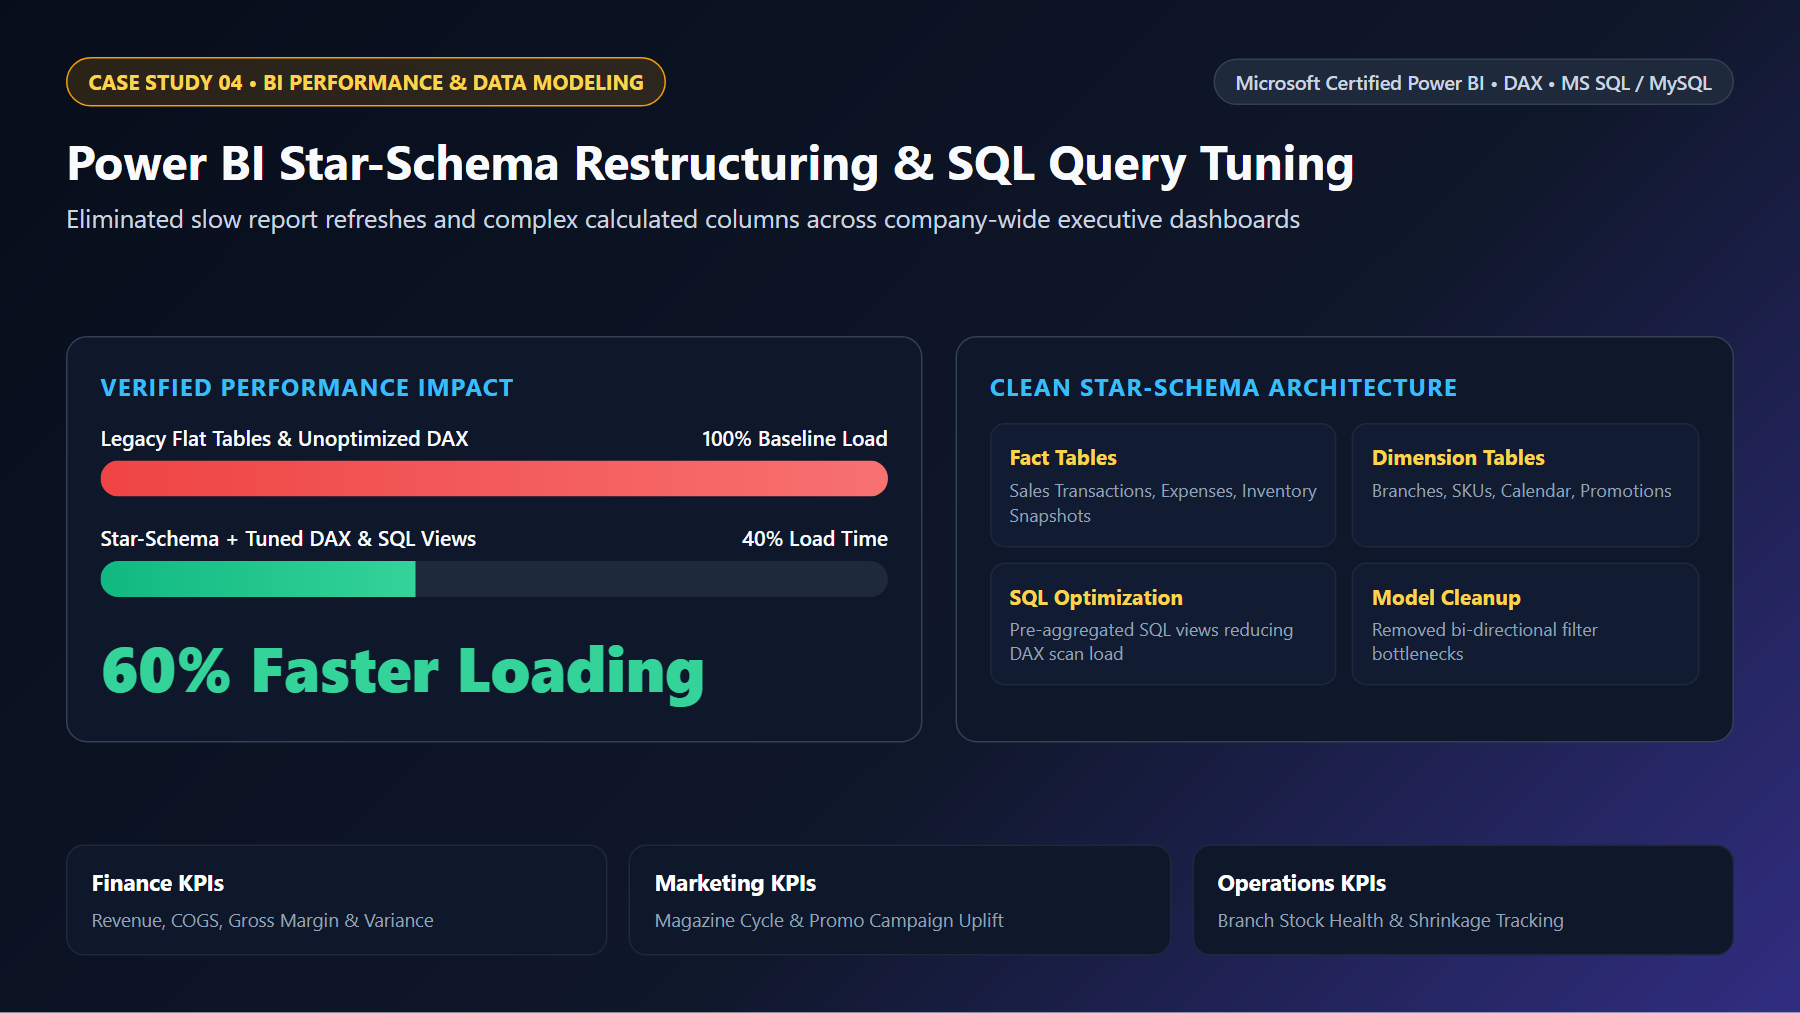 CASE STUDY 04 • BI PERFORMANCE & DATA MODELING
Microsoft Certified Power BI • DAX • MS SQL / MySQL
Power BI Star-Schema Restructuring & SQL Query Tuning
Eliminated slow report refreshes and complex calculated columns across company-wide executive dashboards
VERIFIED PERFORMANCE IMPACT
Legacy Flat Tables & Unoptimized DAX
100% Baseline Load
Star-Schema + Tuned DAX & SQL Views
40% Load Time
60% Faster Loading
CLEAN STAR-SCHEMA ARCHITECTURE
Fact Tables
Sales Transactions, Expenses, Inventory
Snapshots
Dimension Tables
Branches, SKUs, Calendar, Promotions
SQL Optimization
Pre-aggregated SQL views reducing
DAX scan load
Model Cleanup
Removed bi-directional filter
bottlenecks
Finance KPIs
Revenue, COGS, Gross Margin & Variance
Marketing KPIs
Magazine Cycle & Promo Campaign Uplift
Operations KPIs
Branch Stock Health & Shrinkage Tracking